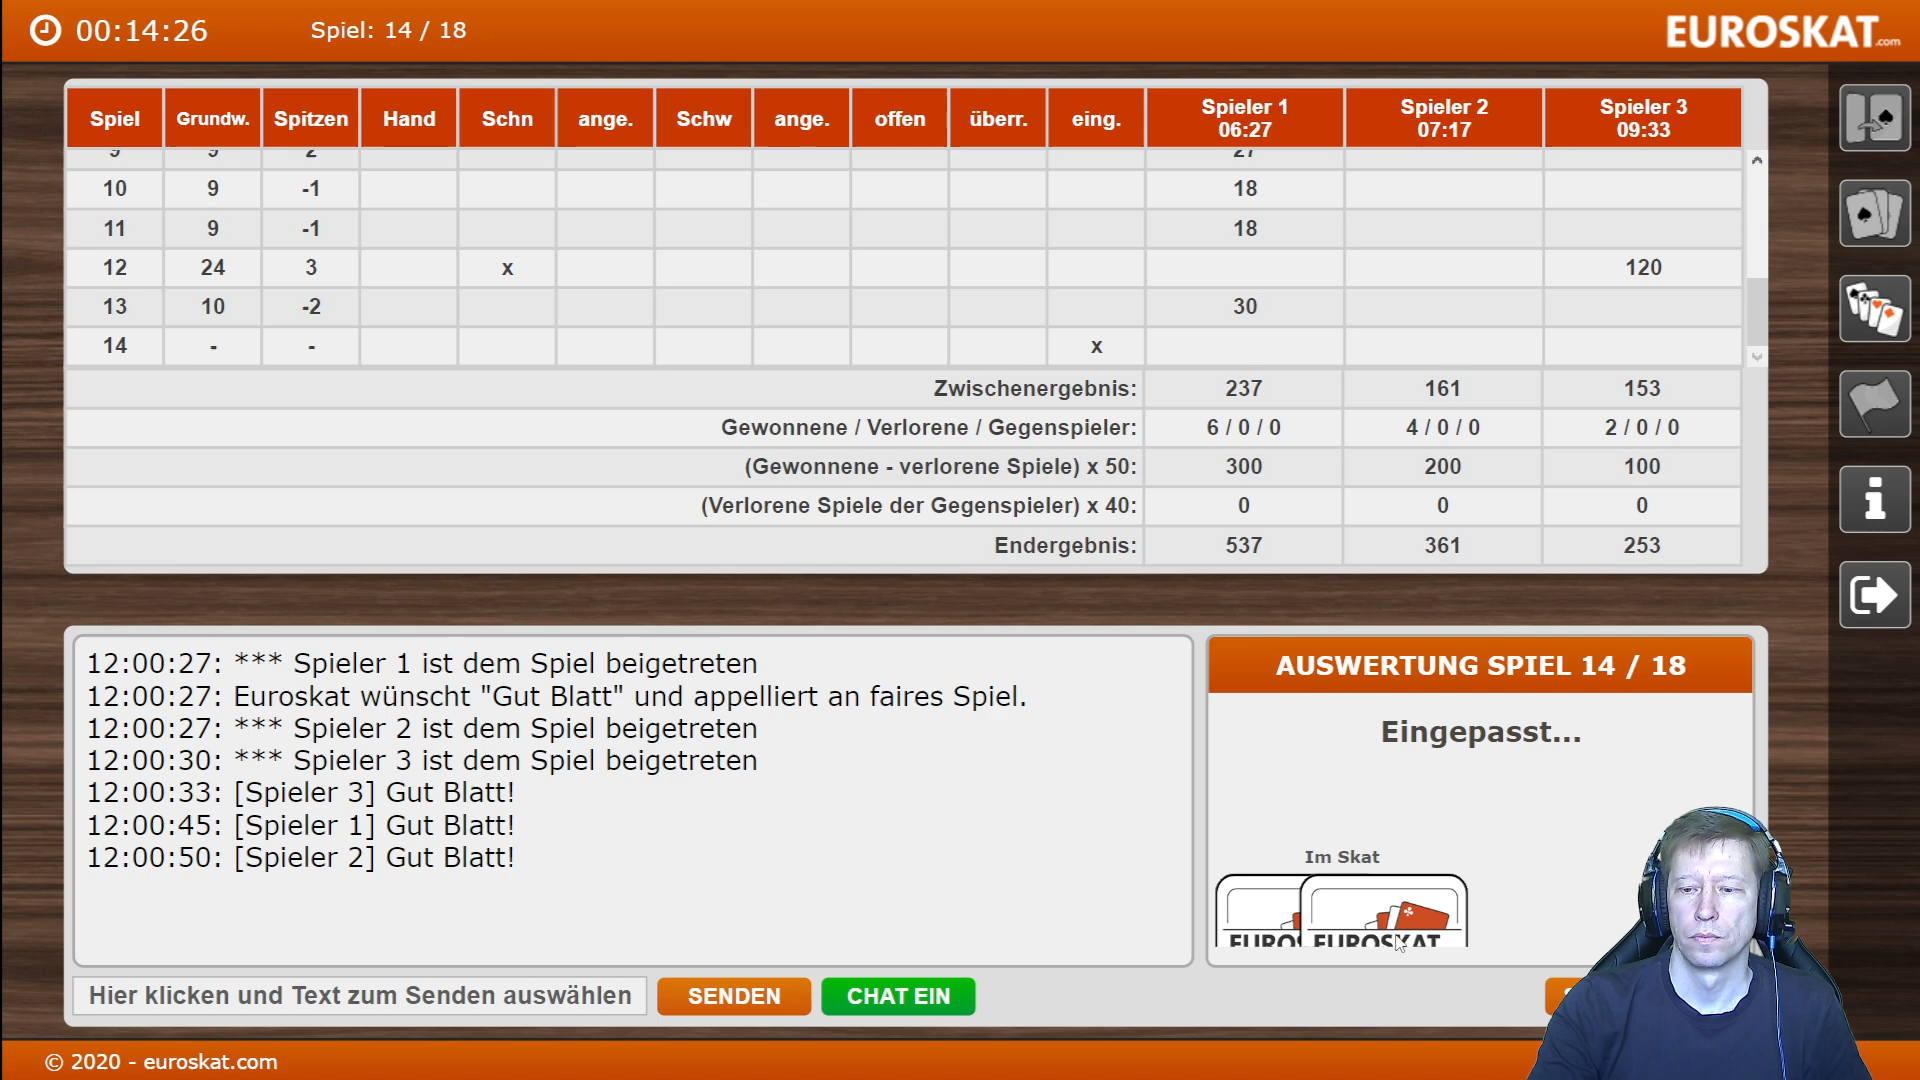 00:14:26 Spiel: 14 / 18 EUROSKAT.com
Spiel Grundw. Spitzen Hand Schn ange. Schw ange. offen überr. eing. Spieler 1 06:27 Spieler 2 07:17 Spieler 3 09:33
9 9 2 27
10 9 -1 18
11 9 -1 18
12 24 3 x 120
13 10 -2 30
14 - - x
Zwischenergebnis: 237 161 153
Gewonnene / Verlorene / Gegenspieler: 6 / 0 / 0 4 / 0 / 0 2 / 0 / 0
(Gewonnene - verlorene Spiele) x 50: 300 200 100
(Verlorene Spiele der Gegenspieler) x 40: 0 0 0
Endergebnis: 537 361 253
12:00:27: *** Spieler 1 ist dem Spiel beigetreten
12:00:27: Euroskat wünscht "Gut Blatt" und appelliert an faires Spiel.
12:00:27: *** Spieler 2 ist dem Spiel beigetreten
12:00:30: *** Spieler 3 ist dem Spiel beigetreten
12:00:33: [Spieler 3] Gut Blatt!
12:00:45: [Spieler 1] Gut Blatt!
12:00:50: [Spieler 2] Gut Blatt!
AUSWERTUNG SPIEL 14 / 18
Eingepasst...
Im Skat
EUROS EUROSKAT
Hier klicken und Text zum Senden auswählen SENDEN CHAT EIN
© 2020 - euroskat.com